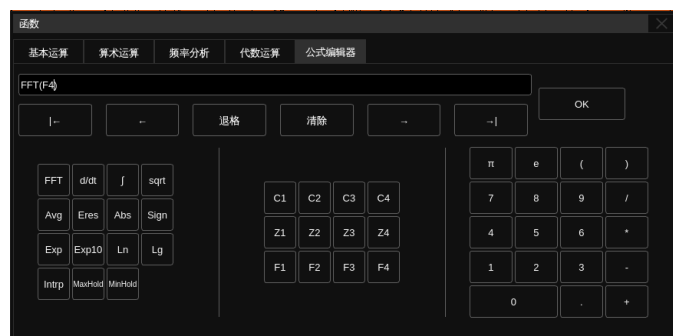 函数
基本运算 算术运算 频率分析 代数运算 公式编辑器
FFT(F4)
|← ← 退格 清除 → →| OK
FFT d/dt ∫ sqrt
Avg Eres Abs Sign
Exp Exp10 Ln Lg
Intrp MaxHold MinHold
C1 C2 C3 C4
Z1 Z2 Z3 Z4
F1 F2 F3 F4
π e ( )
7 8 9 /
4 5 6 *
1 2 3 -
0 . +